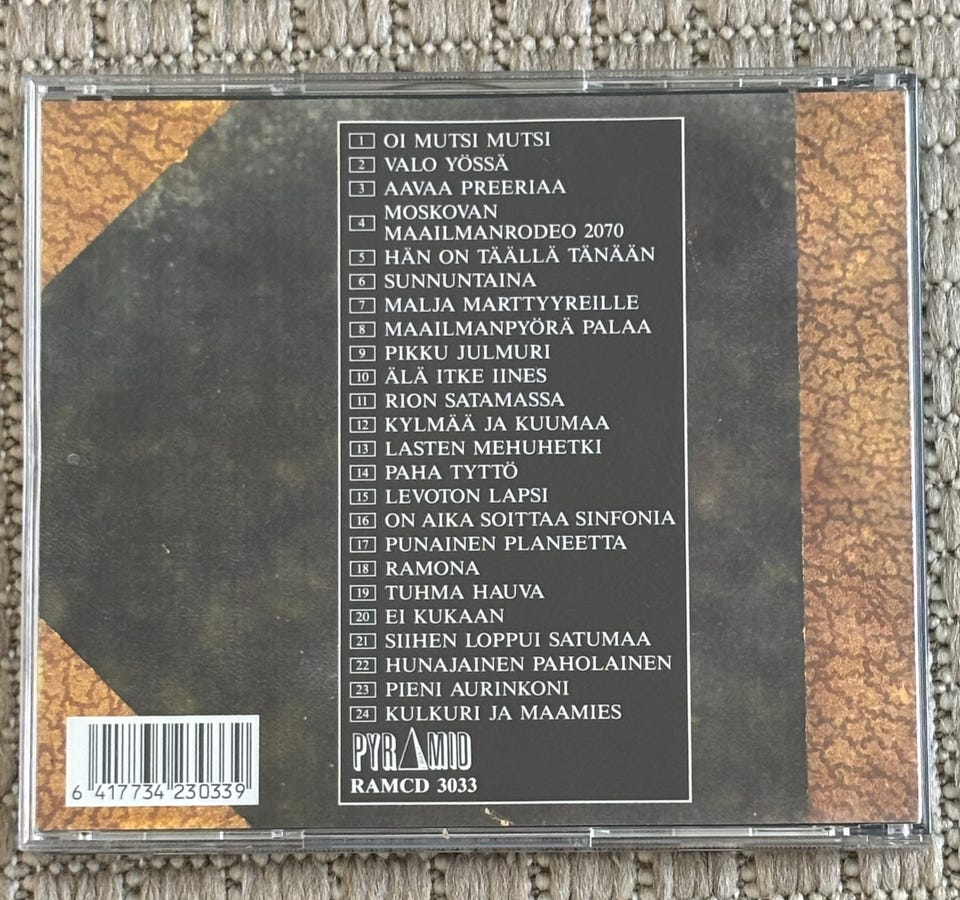 1 OI MUTSI MUTSI
2 VALO YÖSSÄ
3 AAVAA PREERIAA
4 MOSKOVAN
MAAILMANRODEO 2070
5 HÄN ON TÄÄLLÄ TÄNÄÄN
6 SUNNUNTAINA
7 MALJA MARTTYYREILLE
8 MAAILMANPYÖRÄ PALAA
9 PIKKU JULMURI
10 ÄLÄ ITKE IINES
11 RION SATAMASSA
12 KYLMÄÄ JA KUUMAA
13 LASTEN MEHUHETKI
14 PAHA TYTTÖ
15 LEVOTON LAPSI
16 ON AIKA SOITTAA SINFONIA
17 PUNAINEN PLANEETTA
18 RAMONA
19 TUHMA HAUVA
20 EI KUKAAN
21 SIIHEN LOPPUI SATUMAA
22 HUNAJAINEN PAHOLAINEN
23 PIENI AURINKONI
24 KULKURI JA MAAMIES
PYRAMID
RAMCD 3033
6 417734 230339